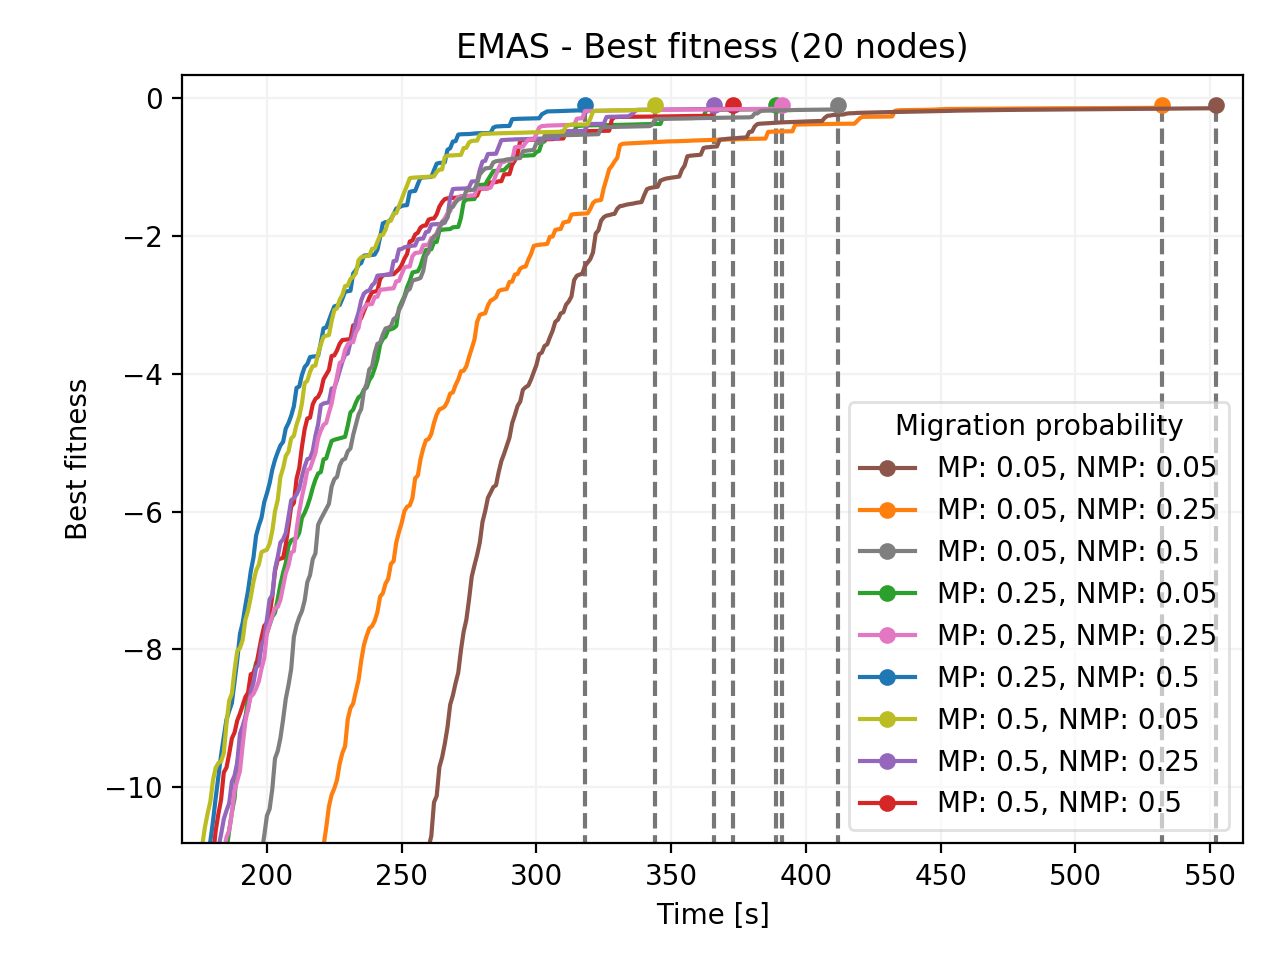 EMAS - Best fitness (20 nodes)
Best fitness
0
−2
−4
−6
−8
−10
Migration probability
MP: 0.05, NMP: 0.05
MP: 0.05, NMP: 0.25
MP: 0.05, NMP: 0.5
MP: 0.25, NMP: 0.05
MP: 0.25, NMP: 0.25
MP: 0.25, NMP: 0.5
MP: 0.5, NMP: 0.05
MP: 0.5, NMP: 0.25
MP: 0.5, NMP: 0.5
200 250 300 350 400 450 500 550
Time [s]